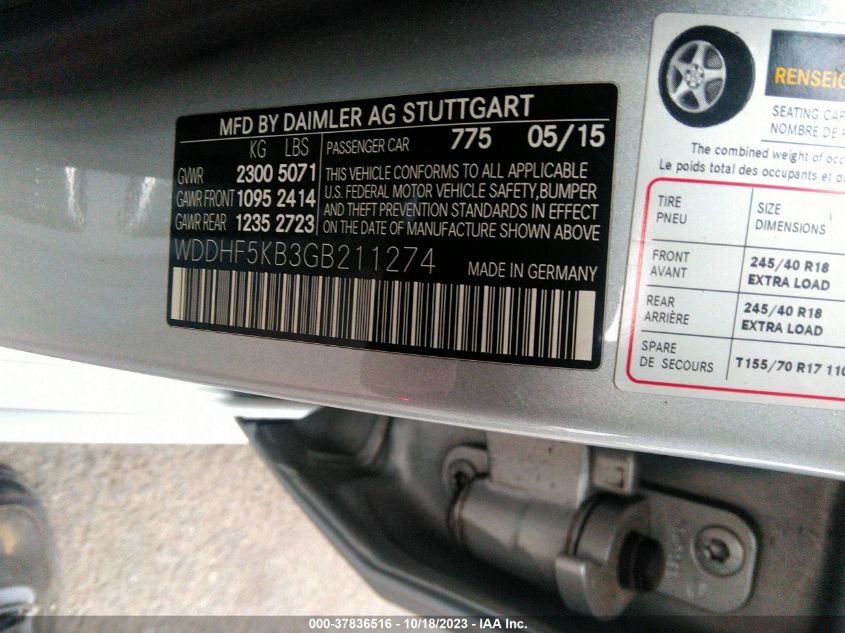 MFD BY DAIMLER AG STUTTGART
KG LBS
GVWR 2300 5071
GAWR FRONT 1095 2414
GAWR REAR 1235 2723
PASSENGER CAR 775 05/15
THIS VEHICLE CONFORMS TO ALL APPLICABLE
U.S. FEDERAL MOTOR VEHICLE SAFETY, BUMPER
AND THEFT PREVENTION STANDARDS IN EFFECT
ON THE DATE OF MANUFACTURE SHOWN ABOVE
WDDHF5KB3GB211274
MADE IN GERMANY
RENSEIG
SEATING CAP
NOMBRE DE
The combined weight of occ
Le poids total des occupants et d
TIRE
PNEU
SIZE
DIMENSIONS
FRONT
AVANT
245/40 R18
EXTRA LOAD
REAR
ARRIÈRE
245/40 R18
EXTRA LOAD
SPARE
DE SECOURS
T155/70 R17 110
000-37836516 - 10/18/2023 - IAA Inc.